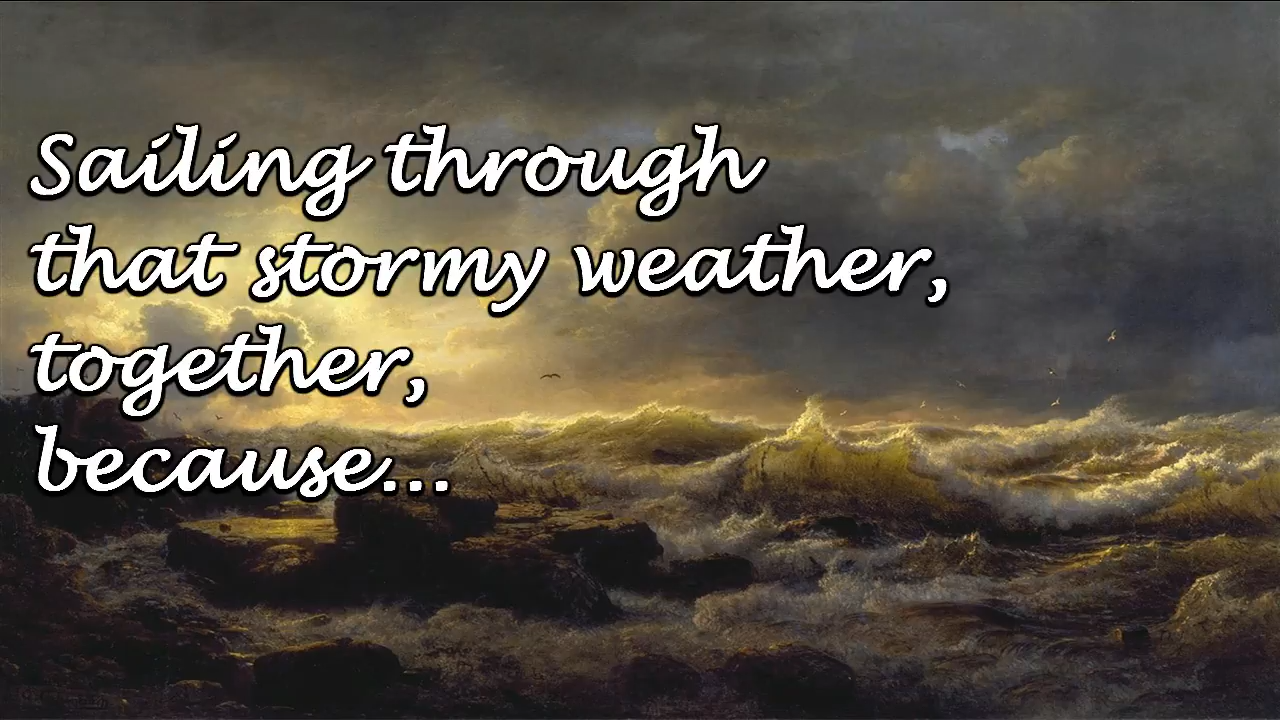 Sailing through
that stormy weather,
together,
because...